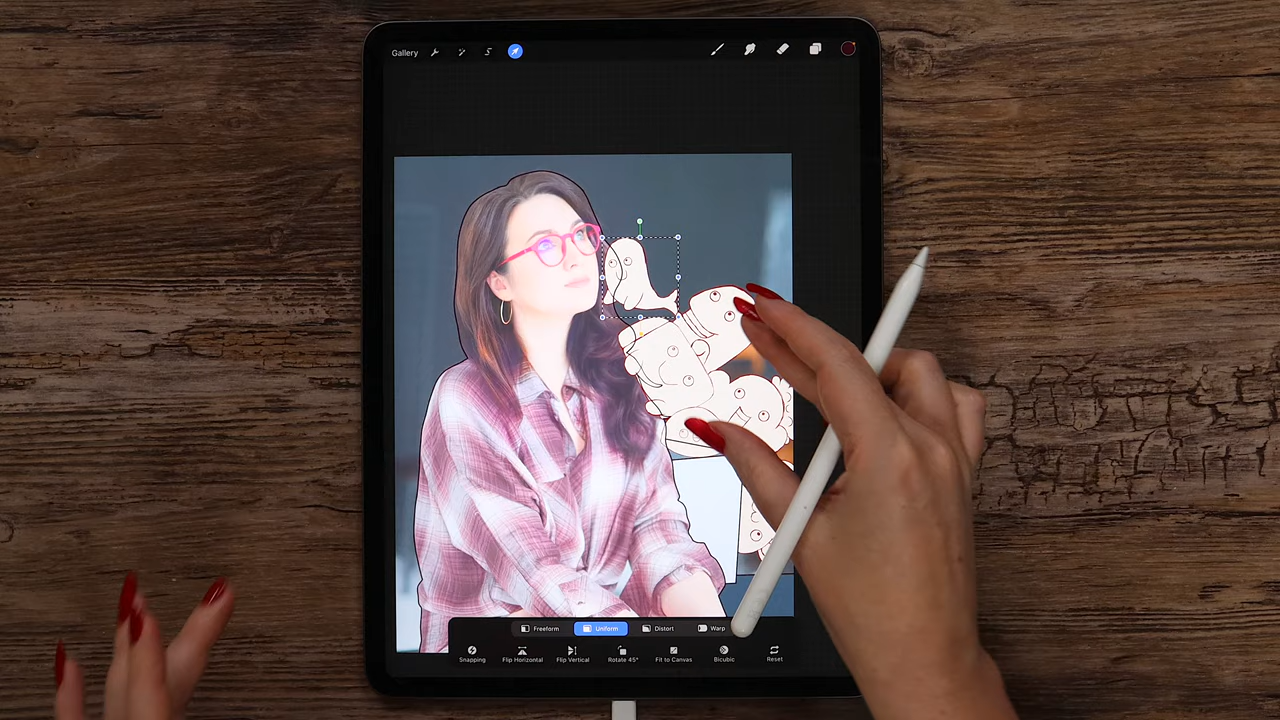 Gallery
Freeform Uniform Distort Warp
Snapping Flip Horizontal Flip Vertical Rotate 45° Fit to Canvas Bicubic Reset